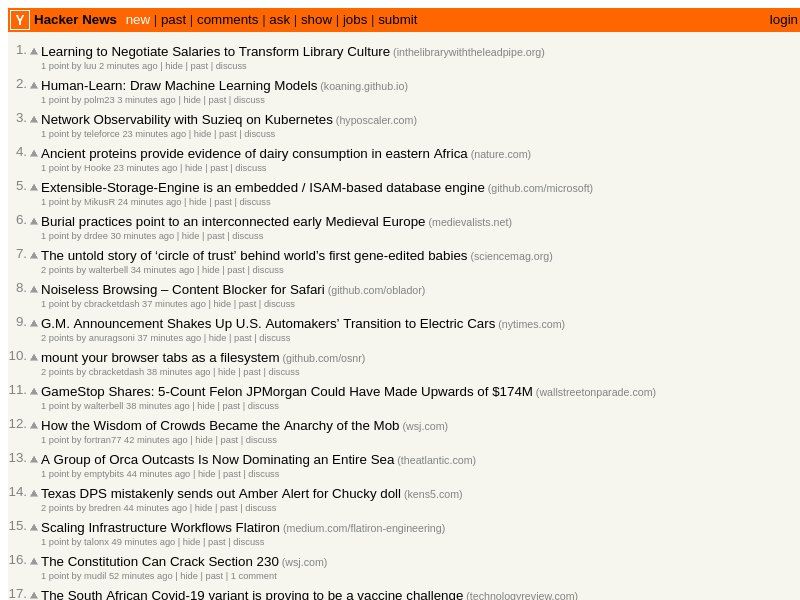 Y Hacker News new | past | comments | ask | show | jobs | submit login
1. Learning to Negotiate Salaries to Transform Library Culture (inthelibrarywiththeleadpipe.org)
1 point by luu 2 minutes ago | hide | past | discuss
2. Human-Learn: Draw Machine Learning Models (koaning.github.io)
1 point by polm23 3 minutes ago | hide | past | discuss
3. Network Observability with Suzieq on Kubernetes (hyposcaler.com)
1 point by teleforce 23 minutes ago | hide | past | discuss
4. Ancient proteins provide evidence of dairy consumption in eastern Africa (nature.com)
1 point by Hooke 23 minutes ago | hide | past | discuss
5. Extensible-Storage-Engine is an embedded / ISAM-based database engine (github.com/microsoft)
1 point by MikusR 24 minutes ago | hide | past | discuss
6. Burial practices point to an interconnected early Medieval Europe (medievalists.net)
1 point by drdee 30 minutes ago | hide | past | discuss
7. The untold story of ‘circle of trust’ behind world’s first gene-edited babies (sciencemag.org)
2 points by walterbell 34 minutes ago | hide | past | discuss
8. Noiseless Browsing – Content Blocker for Safari (github.com/oblador)
1 point by cbracketdash 37 minutes ago | hide | past | discuss
9. G.M. Announcement Shakes Up U.S. Automakers’ Transition to Electric Cars (nytimes.com)
2 points by anuragsoni 37 minutes ago | hide | past | discuss
10. mount your browser tabs as a filesystem (github.com/osnr)
2 points by cbracketdash 38 minutes ago | hide | past | discuss
11. GameStop Shares: 5-Count Felon JPMorgan Could Have Made Upwards of $174M (wallstreetonparade.com)
1 point by walterbell 38 minutes ago | hide | past | discuss
12. How the Wisdom of Crowds Became the Anarchy of the Mob (wsj.com)
1 point by fortran77 42 minutes ago | hide | past | discuss
13. A Group of Orca Outcasts Is Now Dominating an Entire Sea (theatlantic.com)
1 point by emptybits 44 minutes ago | hide | past | discuss
14. Texas DPS mistakenly sends out Amber Alert for Chucky doll (kens5.com)
2 points by bredren 44 minutes ago | hide | past | discuss
15. Scaling Infrastructure Workflows Flatiron (medium.com/flatiron-engineering)
1 point by talonx 49 minutes ago | hide | past | discuss
16. The Constitution Can Crack Section 230 (wsj.com)
1 point by mudil 52 minutes ago | hide | past | 1 comment
17. The South African Covid-19 variant is proving to be a vaccine challenge (technologyreview.com)